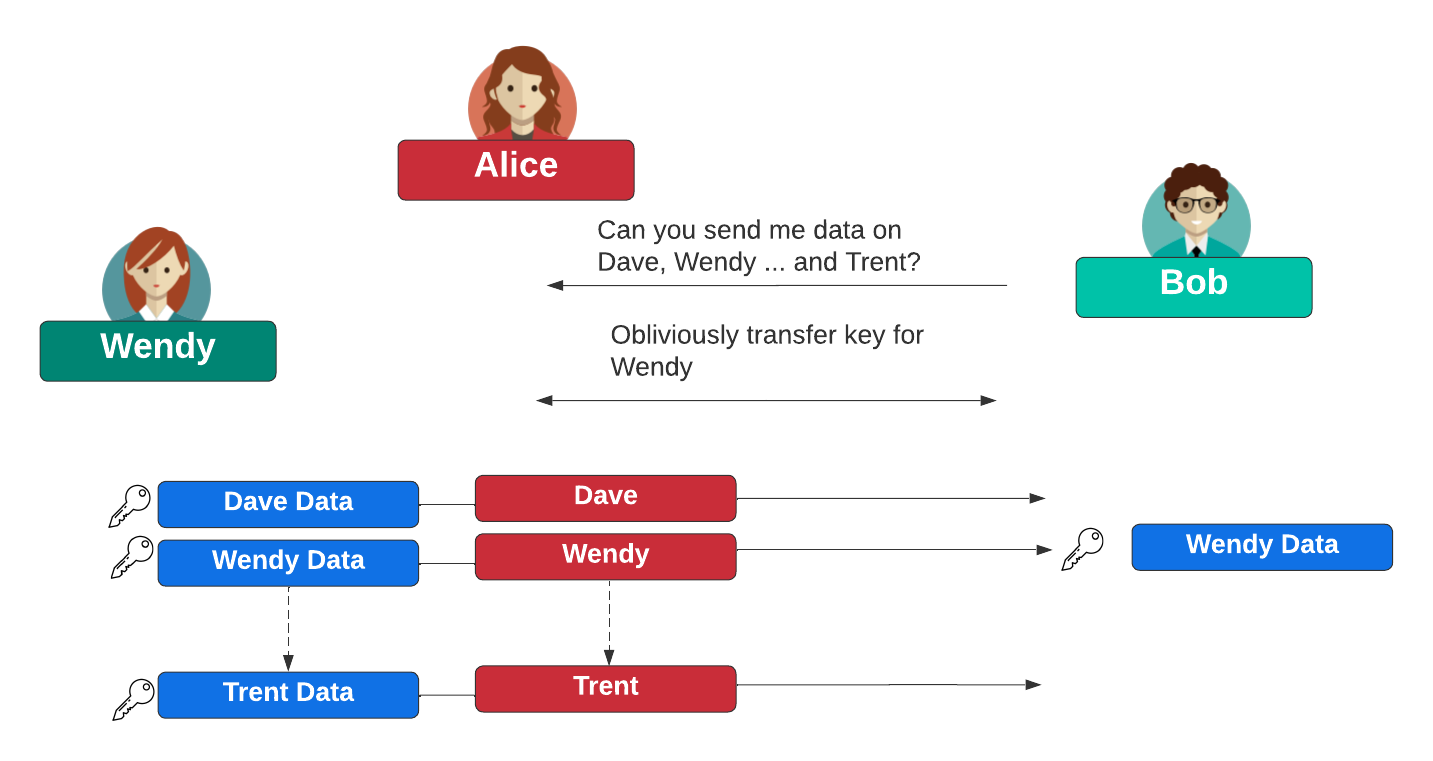 Alice
Can you send me data on
Dave, Wendy ... and Trent?
Bob
Wendy
Obliviously transfer key for
Wendy
Dave Data
Dave
Wendy Data
Wendy
Wendy Data
Trent Data
Trent